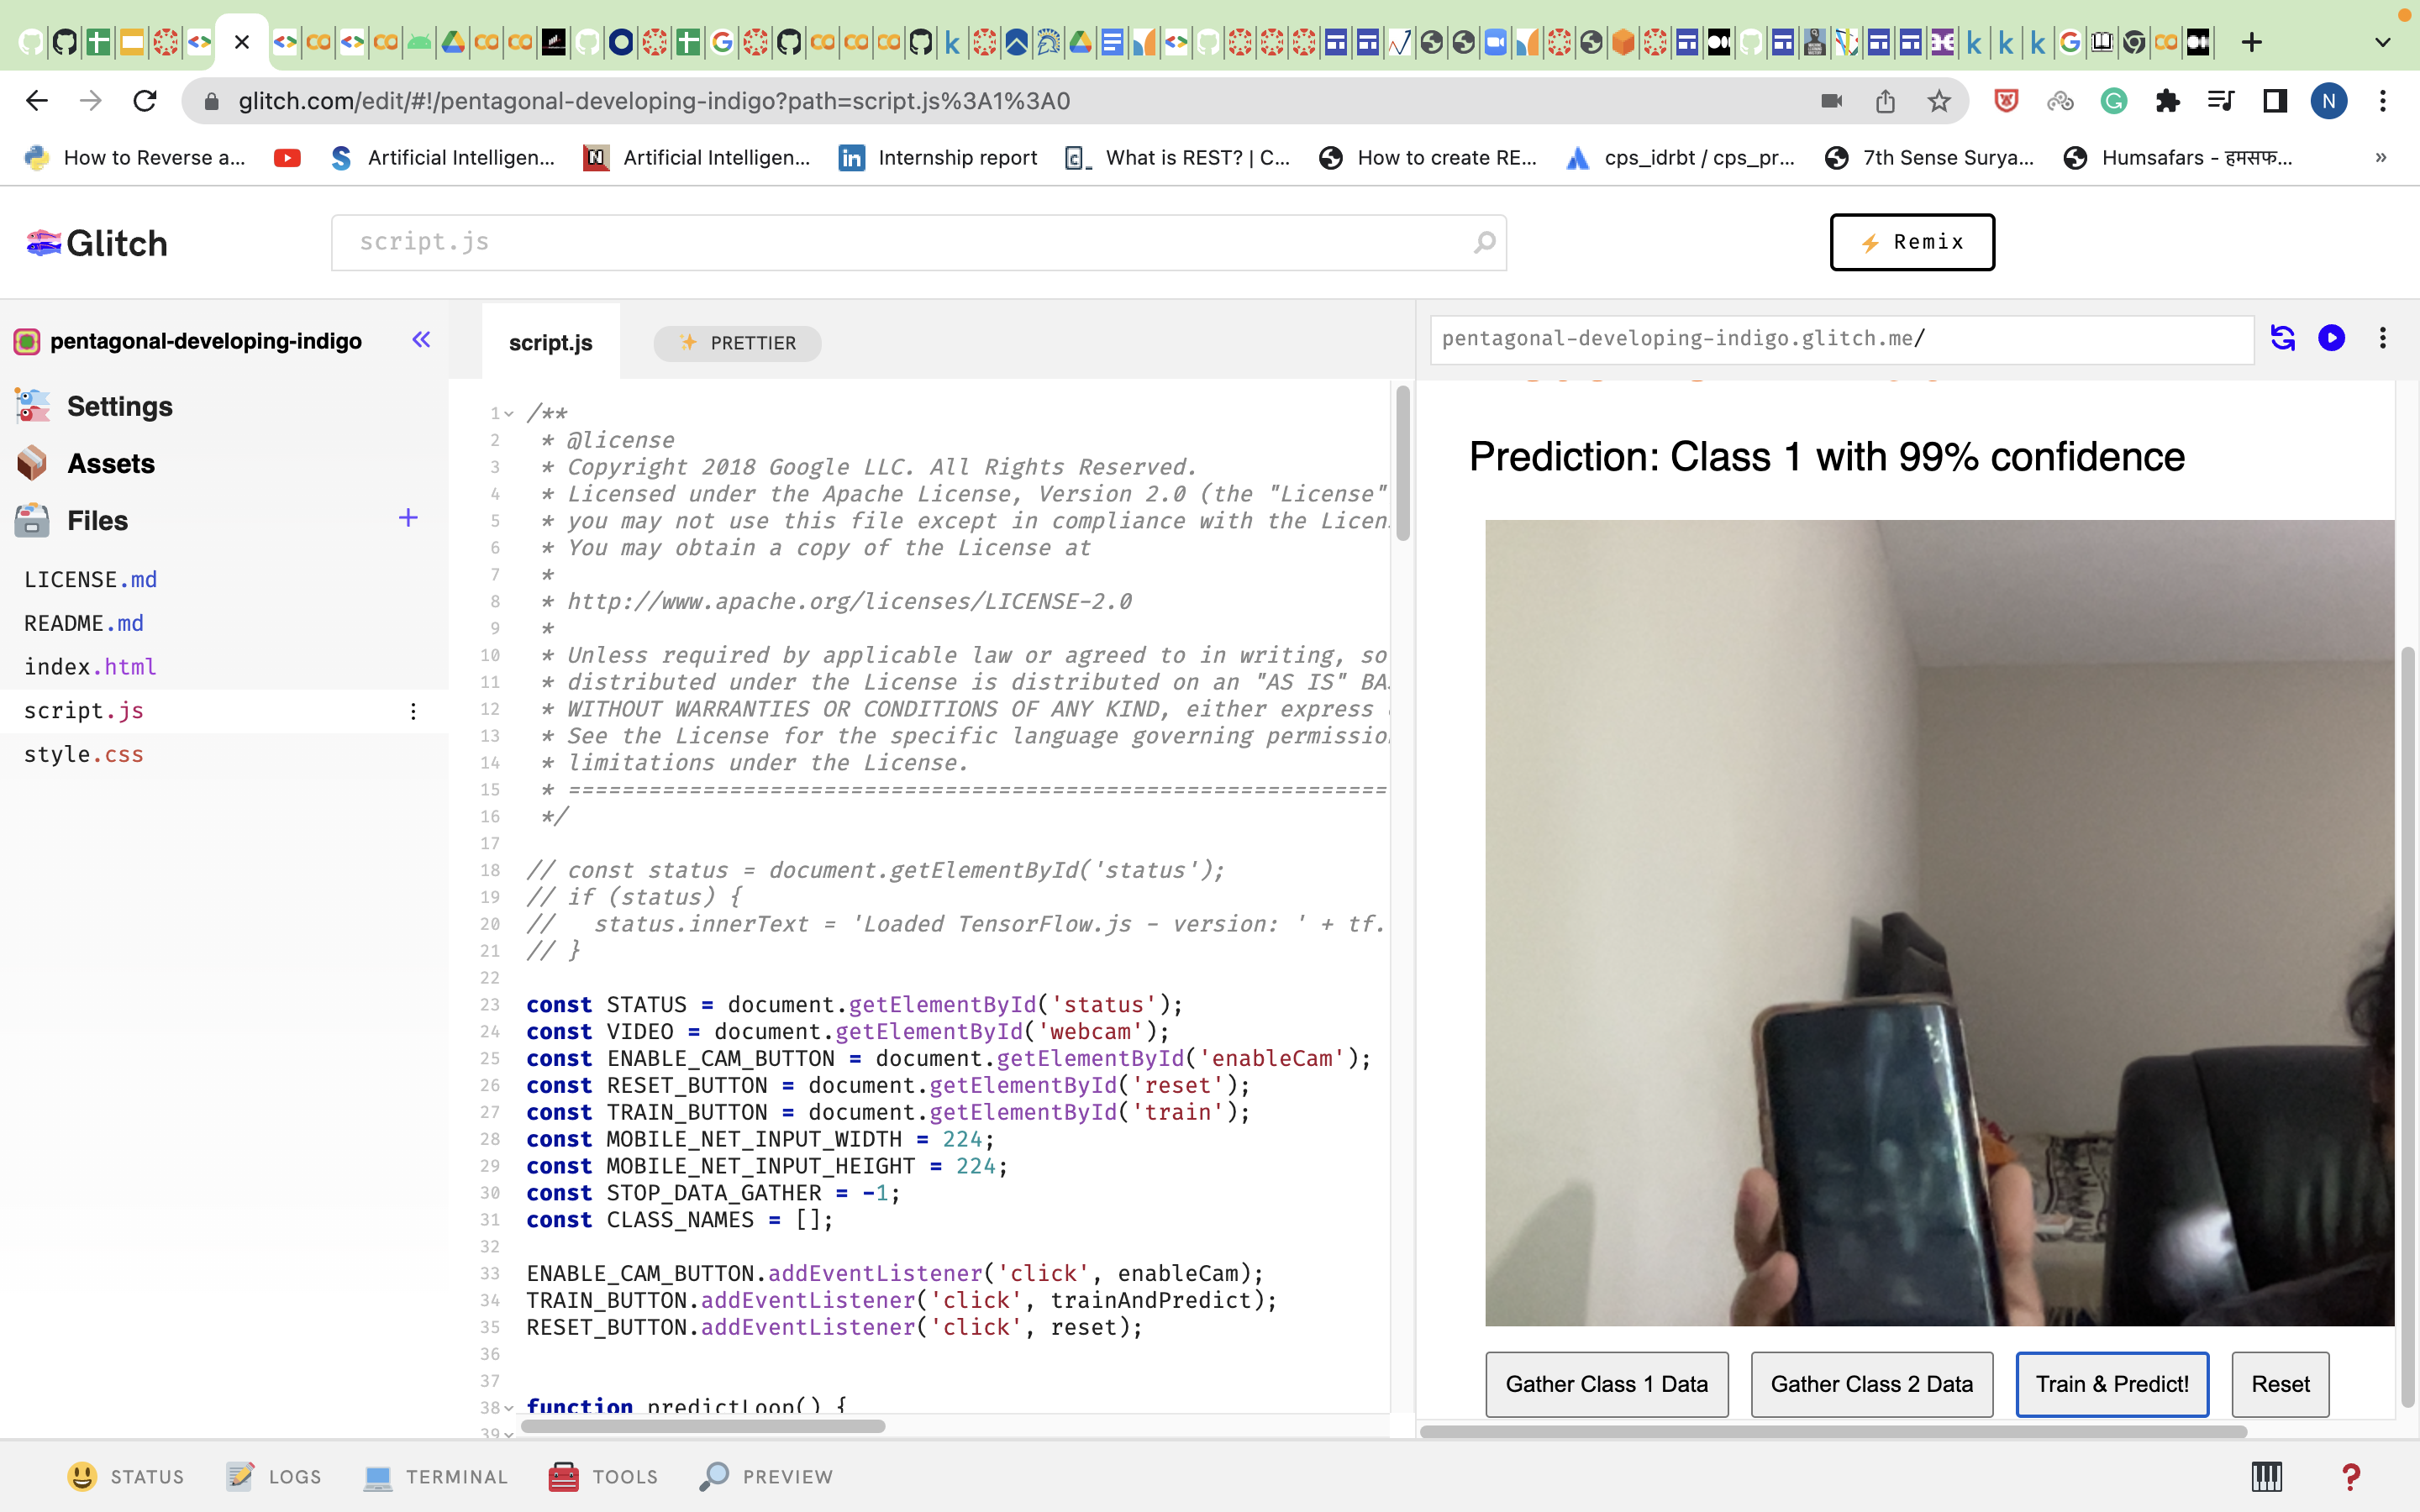 glitch.com/edit/#!/pentagonal-developing-indigo?path=script.js%3A1%3A0
N
How to Reverse a...
Artificial Intelligen...
Artificial Intelligen...
Internship report
What is REST? | C...
How to create RE...
cps_idrbt / cps_pr...
7th Sense Surya...
Humsafars - हमसफ...
»
Glitch
script.js
Remix
pentagonal-developing-indigo
Settings
Assets
Files
LICENSE.md
README.md
index.html
script.js
style.css
script.js
PRETTIER
1 /**
2 * @license
3 * Copyright 2018 Google LLC. All Rights Reserved.
4 * Licensed under the Apache License, Version 2.0 (the "License"
5 * you may not use this file except in compliance with the Licen
6 * You may obtain a copy of the License at
7 *
8 * http://www.apache.org/licenses/LICENSE-2.0
9 *
10 * Unless required by applicable law or agreed to in writing, so
11 * distributed under the License is distributed on an "AS IS" BA
12 * WITHOUT WARRANTIES OR CONDITIONS OF ANY KIND, either express
13 * See the License for the specific language governing permissio
14 * limitations under the License.
15 * =============================================================
16 */
17
18 // const status = document.getElementById('status');
19 // if (status) {
20 //   status.innerText = 'Loaded TensorFlow.js - version: ' + tf.
21 // }
22
23 const STATUS = document.getElementById('status');
24 const VIDEO = document.getElementById('webcam');
25 const ENABLE_CAM_BUTTON = document.getElementById('enableCam');
26 const RESET_BUTTON = document.getElementById('reset');
27 const TRAIN_BUTTON = document.getElementById('train');
28 const MOBILE_NET_INPUT_WIDTH = 224;
29 const MOBILE_NET_INPUT_HEIGHT = 224;
30 const STOP_DATA_GATHER = -1;
31 const CLASS_NAMES = [];
32
33 ENABLE_CAM_BUTTON.addEventListener('click', enableCam);
34 TRAIN_BUTTON.addEventListener('click', trainAndPredict);
35 RESET_BUTTON.addEventListener('click', reset);
36
37
38 function predictLoop() {
39
pentagonal-developing-indigo.glitch.me/
Prediction: Class 1 with 99% confidence
Gather Class 1 Data
Gather Class 2 Data
Train & Predict!
Reset
STATUS
LOGS
TERMINAL
TOOLS
PREVIEW
?